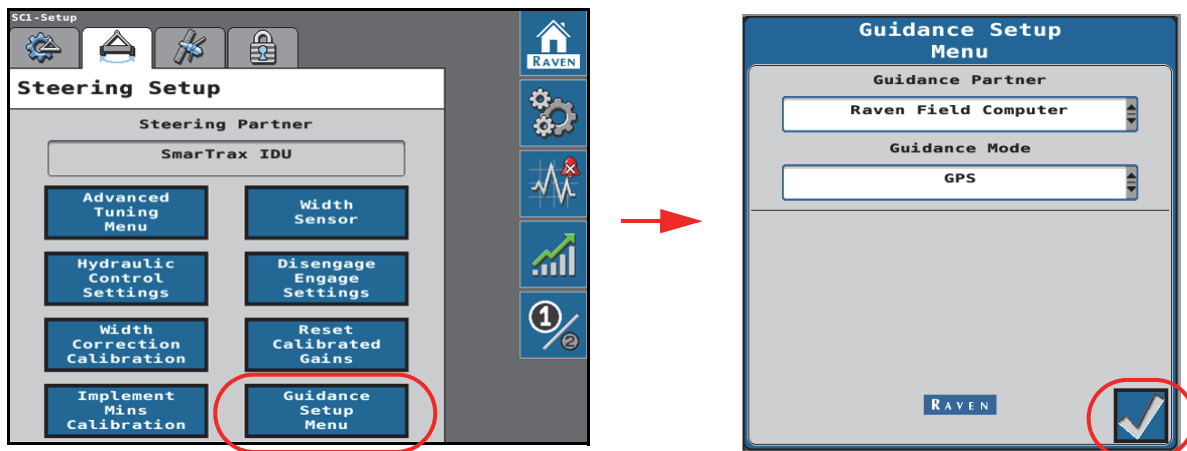 SC1-Setup
RAVEN
Steering Setup
Steering Partner
SmarTrax IDU
Advanced
Tuning
Menu
Width
Sensor
Hydraulic
Control
Settings
Disengage
Engage
Settings
Width
Correction
Calibration
Reset
Calibrated
Gains
Implement
Mins
Calibration
Guidance
Setup
Menu
1
2
Guidance Setup
Menu
Guidance Partner
Raven Field Computer
Guidance Mode
GPS
RAVEN